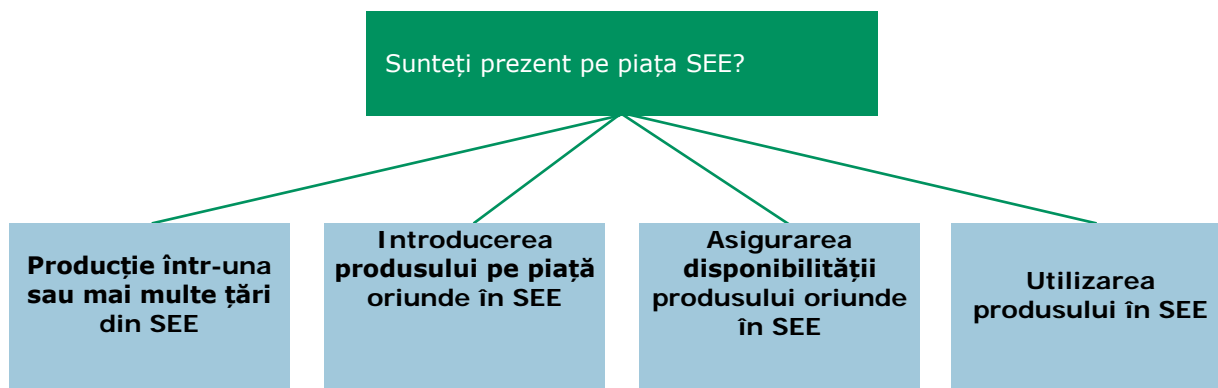 Sunteți prezent pe piața SEE?
Producție într-una
sau mai multe țări
din SEE
Introducerea
produsului pe piață
oriunde în SEE
Asigurarea
disponibilității
produsului oriunde
în SEE
Utilizarea
produsului în SEE